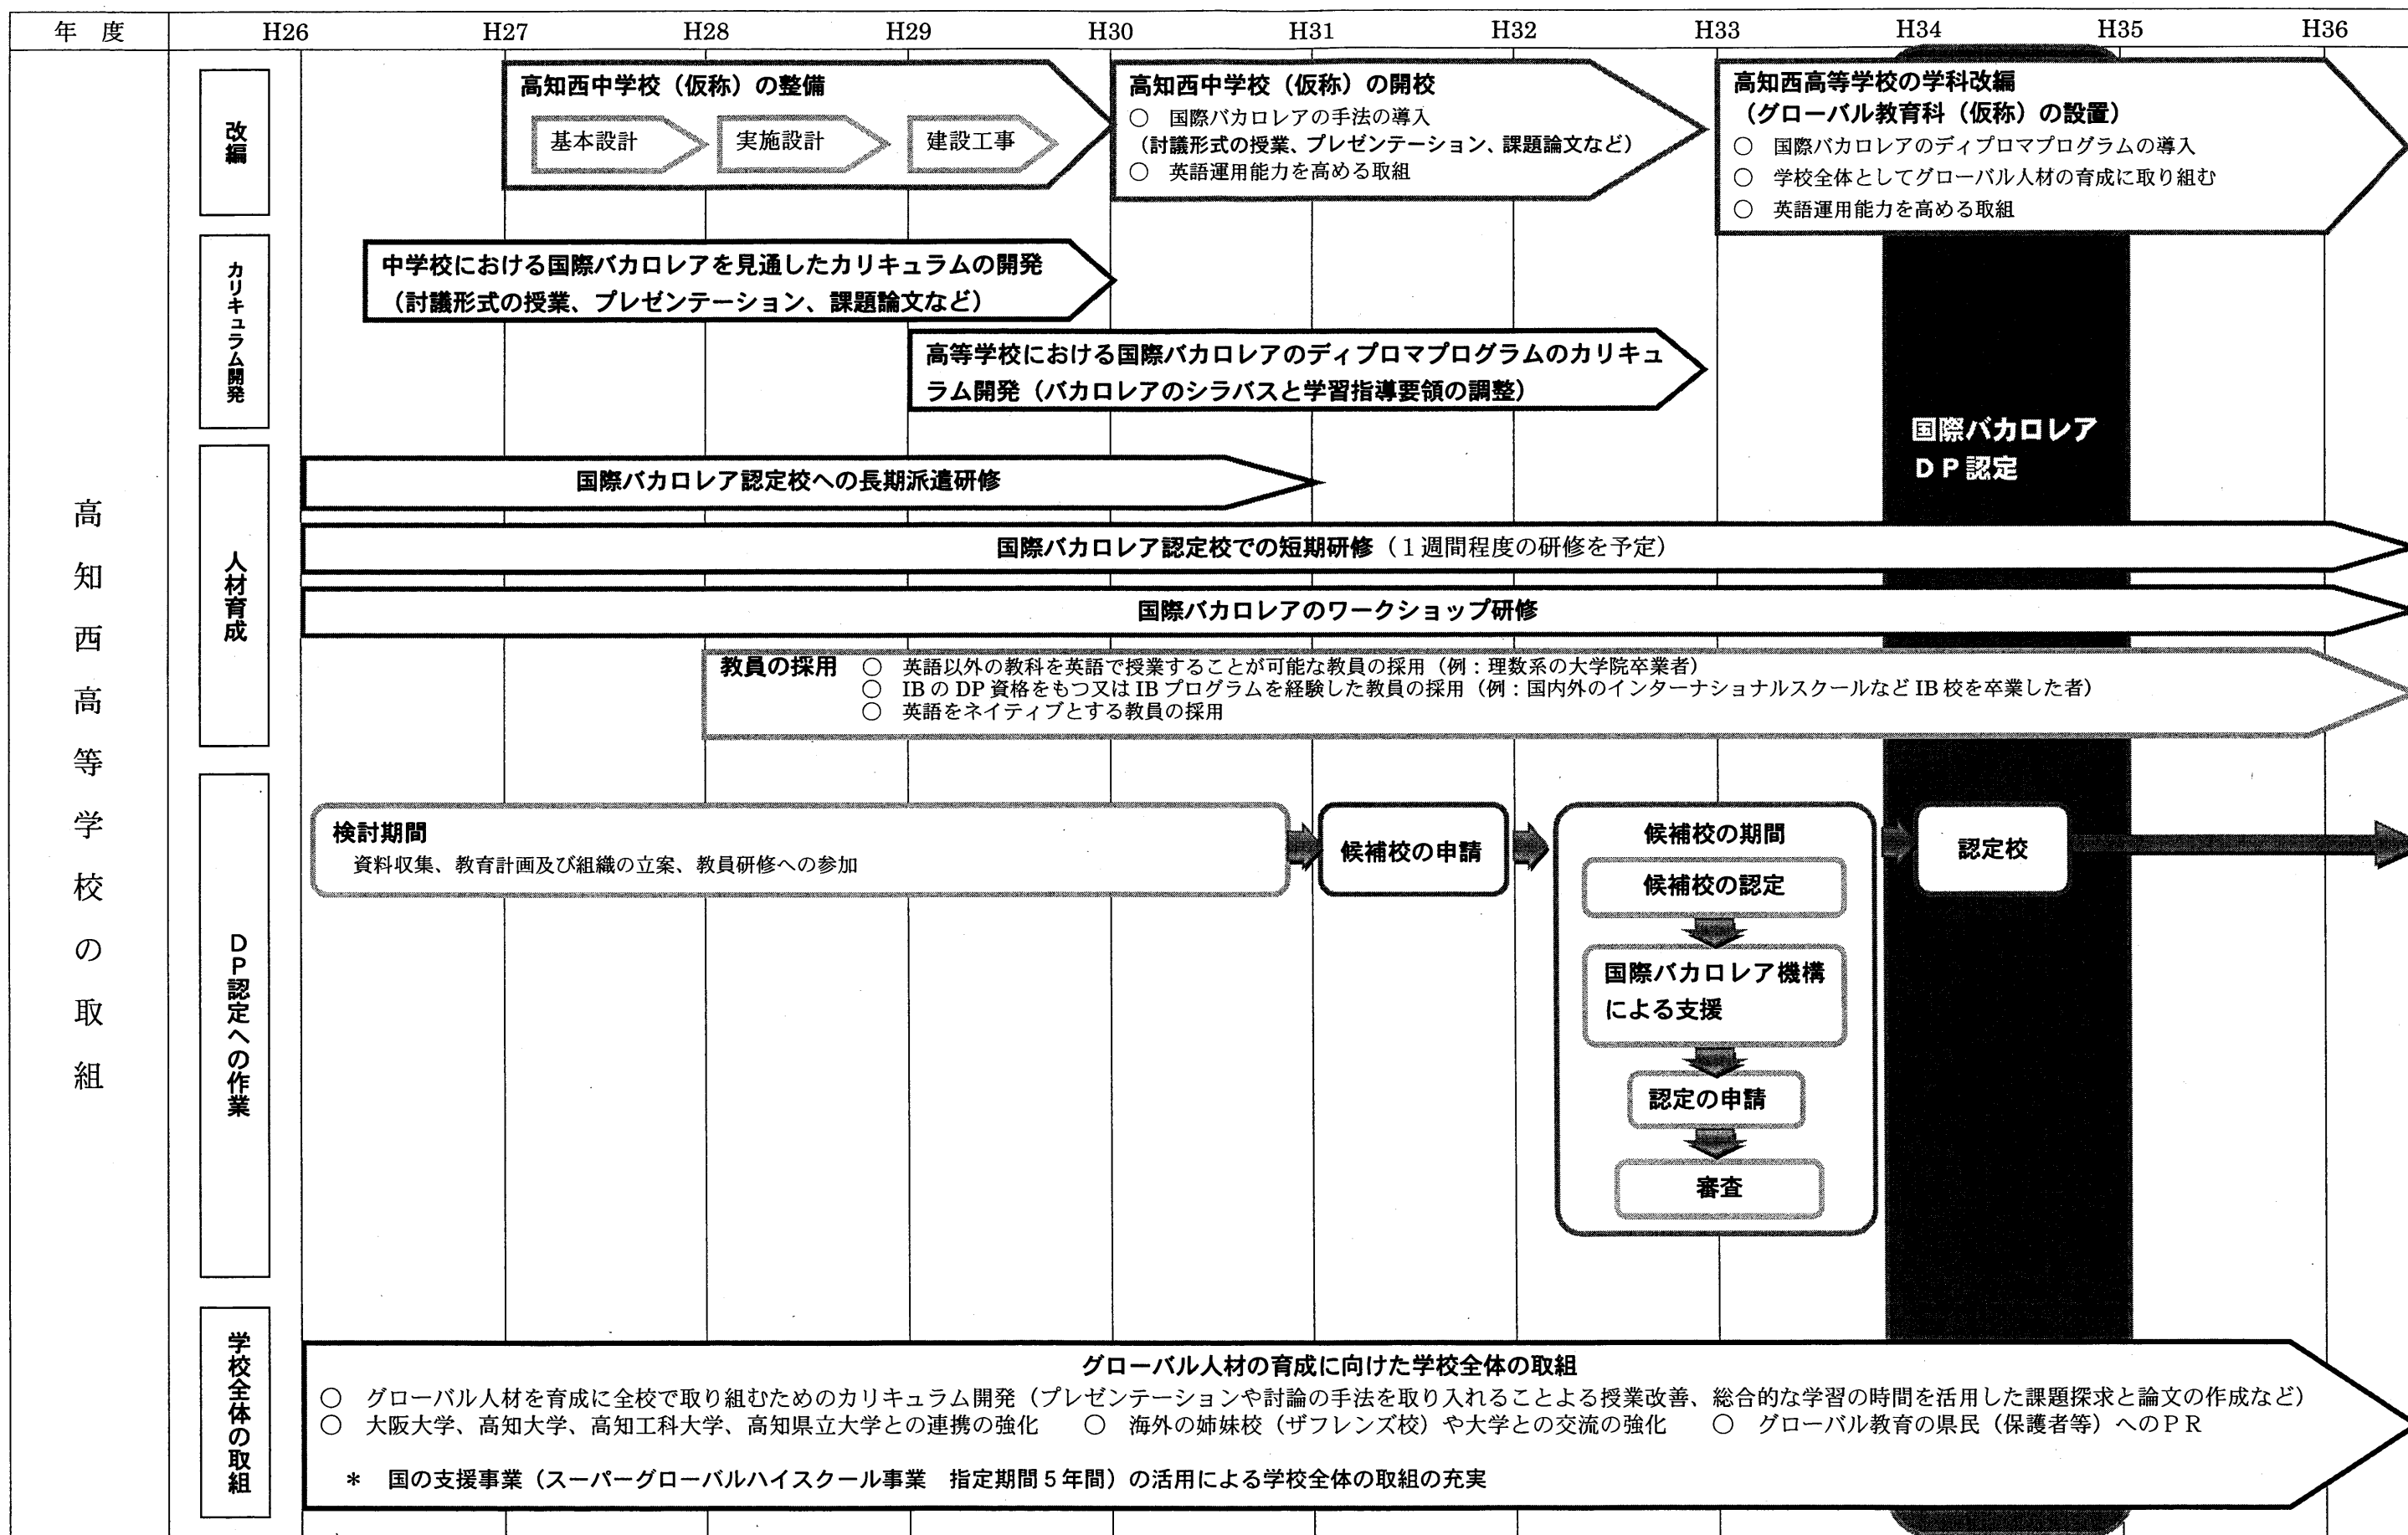 年 度 H26 H27 H28 H29 H30 H31 H32 H33 H34 H35 H36
高知西高等学校の取組
改編
高知西中学校（仮称）の整備
基本設計
実施設計
建設工事
高知西中学校（仮称）の開校
○ 国際バカロレアの手法の導入
（討議形式の授業、プレゼンテーション、課題論文など）
○ 英語運用能力を高める取組
高知西高等学校の学科改編
（グローバル教育科（仮称）の設置）
○ 国際バカロレアのディプロマプログラムの導入
○ 学校全体としてグローバル人材の育成に取り組む
○ 英語運用能力を高める取組
カリキュラム開発
中学校における国際バカロレアを見通したカリキュラムの開発
（討議形式の授業、プレゼンテーション、課題論文など）
高等学校における国際バカロレアのディプロマプログラムのカリキュ
ラム開発（バカロレアのシラバスと学習指導要領の調整）
国際バカロレア
ＤＰ認定
人材育成
国際バカロレア認定校への長期派遣研修
国際バカロレア認定校での短期研修（１週間程度の研修を予定）
国際バカロレアのワークショップ研修
教員の採用 ○ 英語以外の教科を英語で授業することが可能な教員の採用（例：理数系の大学院卒業者）
○ IB の DP 資格をもつ又は IB プログラムを経験した教員の採用（例：国内外のインターナショナルスクールなど IB 校を卒業した者）
○ 英語をネイティブとする教員の採用
ＤＰ認定への作業
検討期間
資料収集、教育計画及び組織の立案、教員研修への参加
候補校の申請
候補校の期間
候補校の認定
国際バカロレア機構
による支援
認定の申請
審査
認定校
学校全体の取組
グローバル人材の育成に向けた学校全体の取組
○ グローバル人材を育成に全校で取り組むためのカリキュラム開発（プレゼンテーションや討論の手法を取り入れることよる授業改善、総合的な学習の時間を活用した課題探求と論文の作成など）
○ 大阪大学、高知大学、高知工科大学、高知県立大学との連携の強化 ○ 海外の姉妹校（ザフレンズ校）や大学との交流の強化 ○ グローバル教育の県民（保護者等）へのＰＲ
＊ 国の支援事業（スーパーグローバルハイスクール事業 指定期間５年間）の活用による学校全体の取組の充実